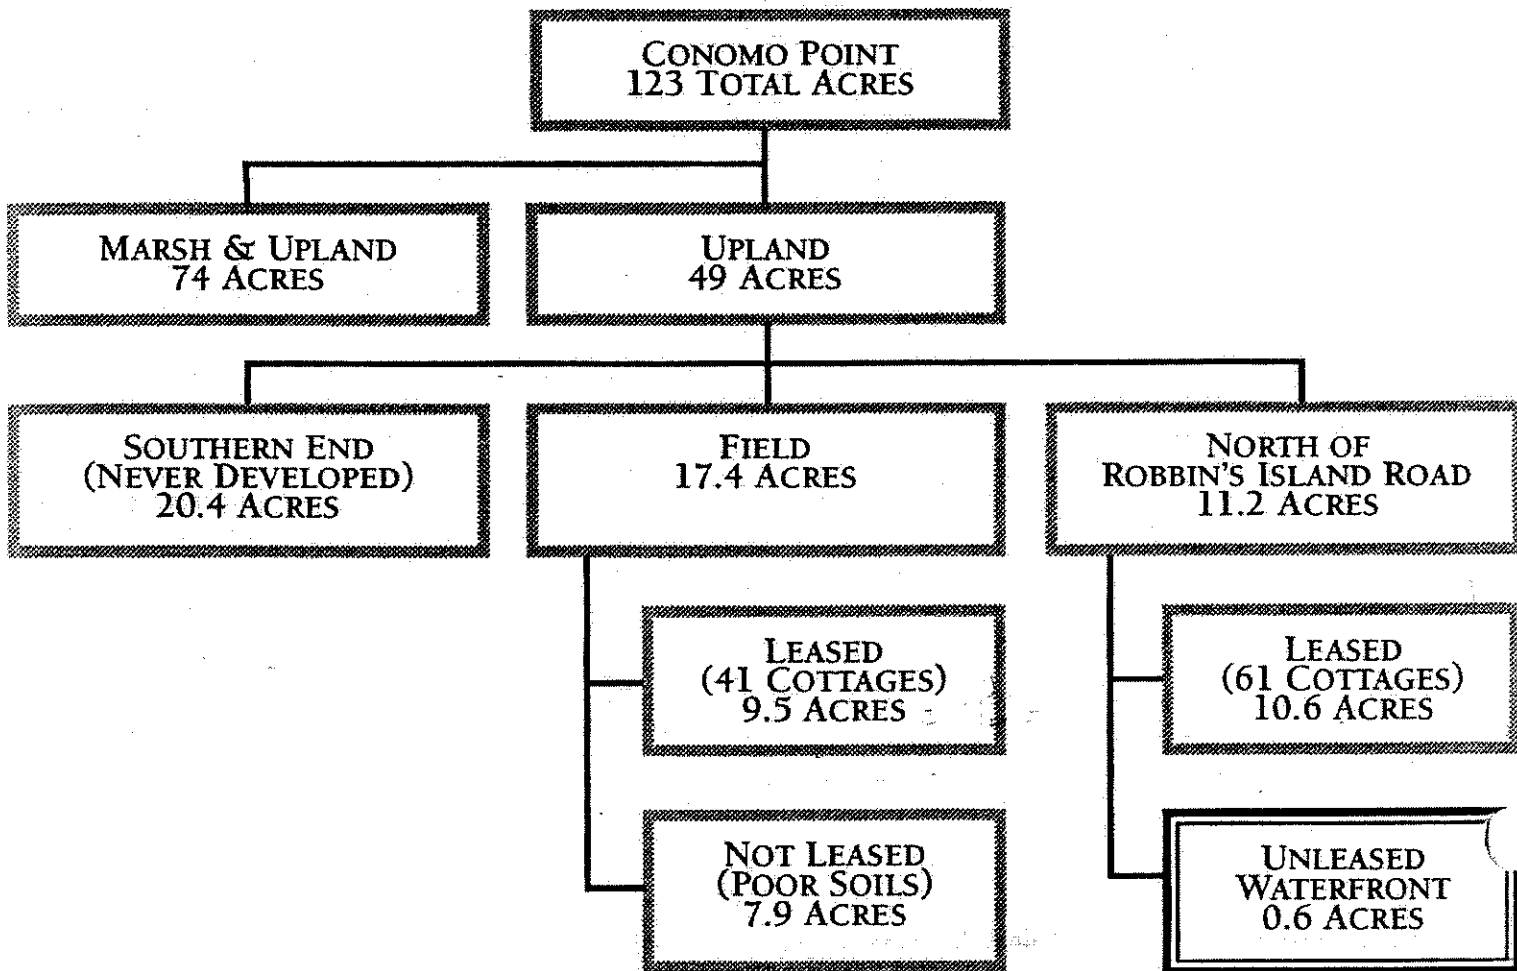 CONOMO POINT
123 TOTAL ACRES
MARSH & UPLAND
74 ACRES
UPLAND
49 ACRES
SOUTHERN END
(NEVER DEVELOPED)
20.4 ACRES
FIELD
17.4 ACRES
NORTH OF
ROBBIN'S ISLAND ROAD
11.2 ACRES
LEASED
(41 COTTAGES)
9.5 ACRES
LEASED
(61 COTTAGES)
10.6 ACRES
NOT LEASED
(POOR SOILS)
7.9 ACRES
UNLEASED
WATERFRONT
0.6 ACRES